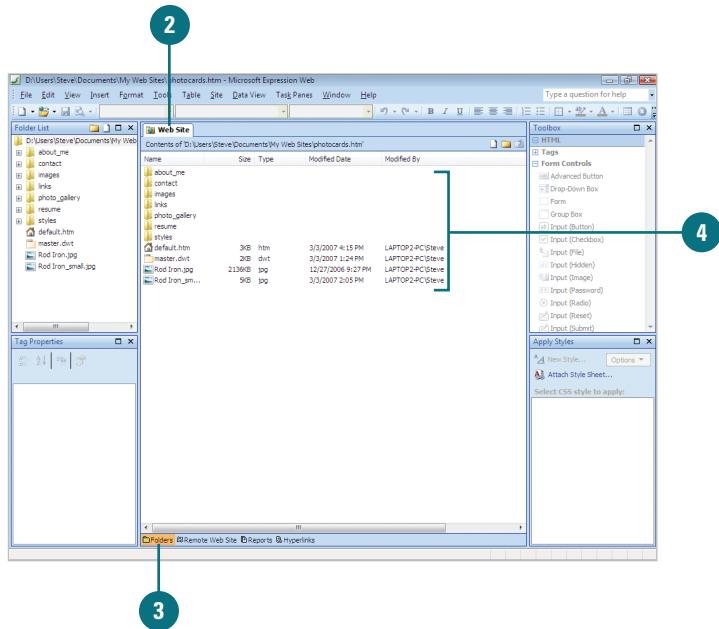 2
D:\Users\Steve\Documents\My Web Sites\photocards.htm - Microsoft Expression Web
File Edit View Insert Format Tools Table Site Data View Task Panes Window Help
Type a question for help
B I U
Folder List
D:\Users\Steve\Documents\My Web
about_me
contact
images
links
photo_gallery
resume
styles
default.htm
master.dwt
Rod Iron.jpg
Rod Iron_small.jpg
Tag Properties
Web Site
Contents of 'D:\Users\Steve\Documents\My Web Sites\photocards.htm'
Name Size Type Modified Date Modified By
about_me
contact
images
links
photo_gallery
resume
styles
default.htm 3KB htm 3/3/2007 4:15 PM LAPTOP2-PC\Steve
master.dwt 2KB dwt 3/3/2007 1:24 PM LAPTOP2-PC\Steve
Rod Iron.jpg 2136KB jpg 12/27/2006 9:27 PM LAPTOP2-PC\Steve
Rod Iron_sm... 5KB jpg 3/3/2007 2:05 PM LAPTOP2-PC\Steve
4
Folders Remote Web Site Reports Hyperlinks
Toolbox
HTML
Tags
Form Controls
Advanced Button
Drop-Down Box
Form
Group Box
Input (Button)
Input (Checkbox)
Input (File)
Input (Hidden)
Input (Image)
Input (Password)
Input (Radio)
Input (Reset)
Input (Submit)
Apply Styles
New Style... Options
Attach Style Sheet...
Select CSS style to apply:
3